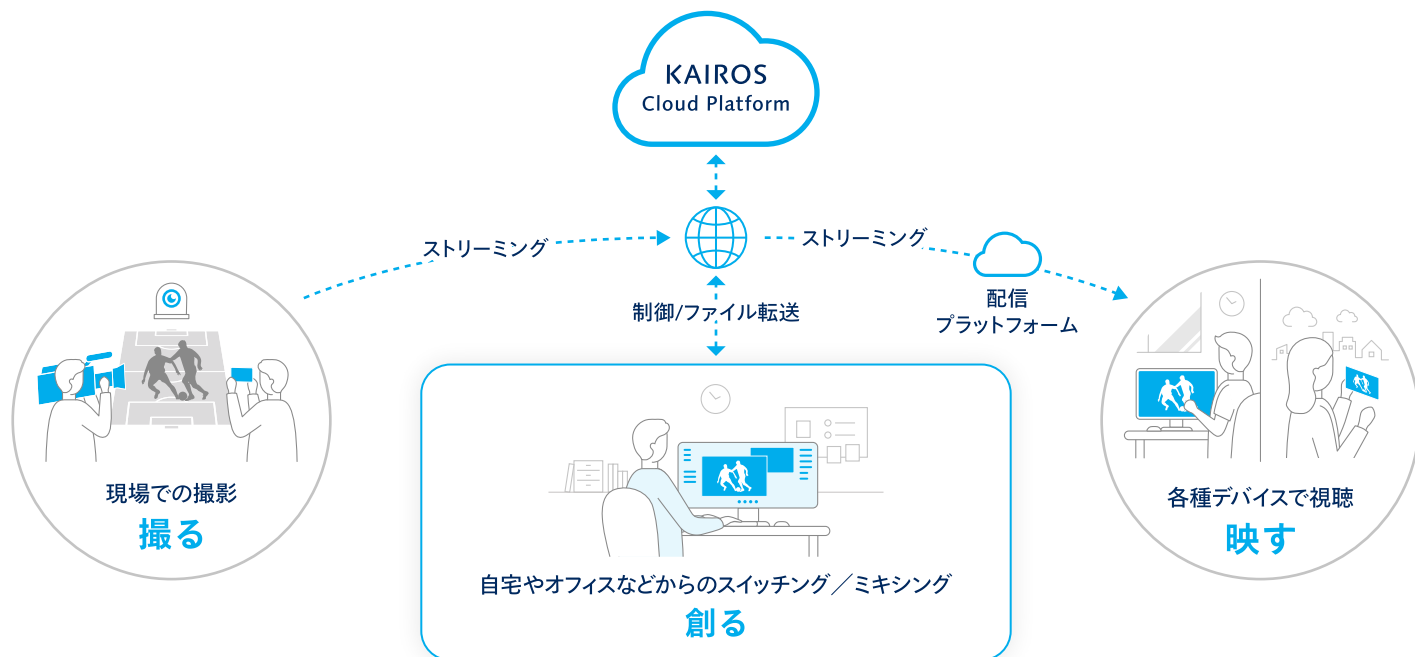 KAIROS
Cloud Platform
ストリーミング
ストリーミング
制御/ファイル転送
配信
プラットフォーム
現場での撮影
撮る
自宅やオフィスなどからのスイッチング／ミキシング
創る
各種デバイスで視聴
映す